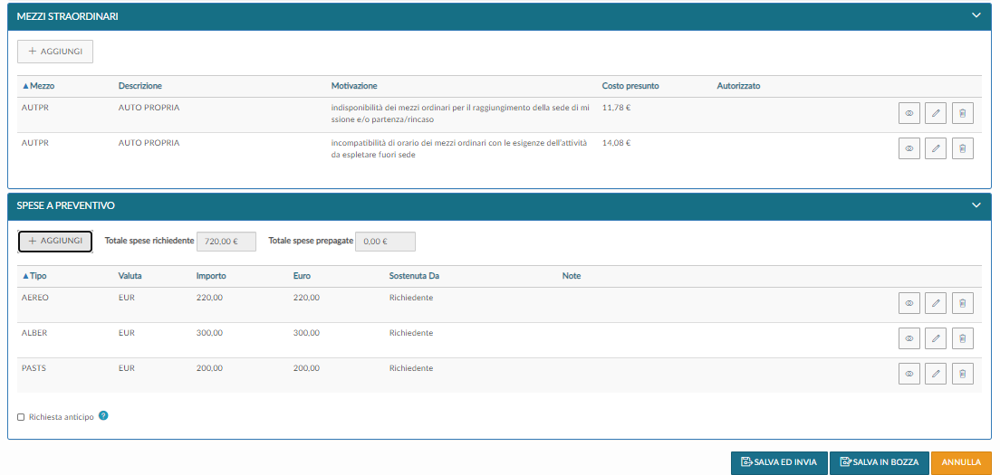 MEZZI STRAORDINARI
+ AGGIUNGI
▲Mezzo Descrizione Motivazione Costo presunto Autorizzato
AUTPR AUTO PROPRIA indisponibilità dei mezzi ordinari per il raggiungimento della sede di mi 11,78 €
ssione e/o partenza/rincaso
AUTPR AUTO PROPRIA incompatibilità di orario dei mezzi ordinari con le esigenze dell'attività 14,08 €
da espletare fuori sede
SPESE A PREVENTIVO
+ AGGIUNGI Totale spese richiedente 720,00 € Totale spese prepagate 0,00 €
▲Tipo Valuta Importo Euro Sostenuta Da Note
AEREO EUR 220,00 220,00 Richiedente
ALBER EUR 300,00 300,00 Richiedente
PASTS EUR 200,00 200,00 Richiedente
Richiesta anticipo ?
SALVA ED INVIA SALVA IN BOZZA ANNULLA